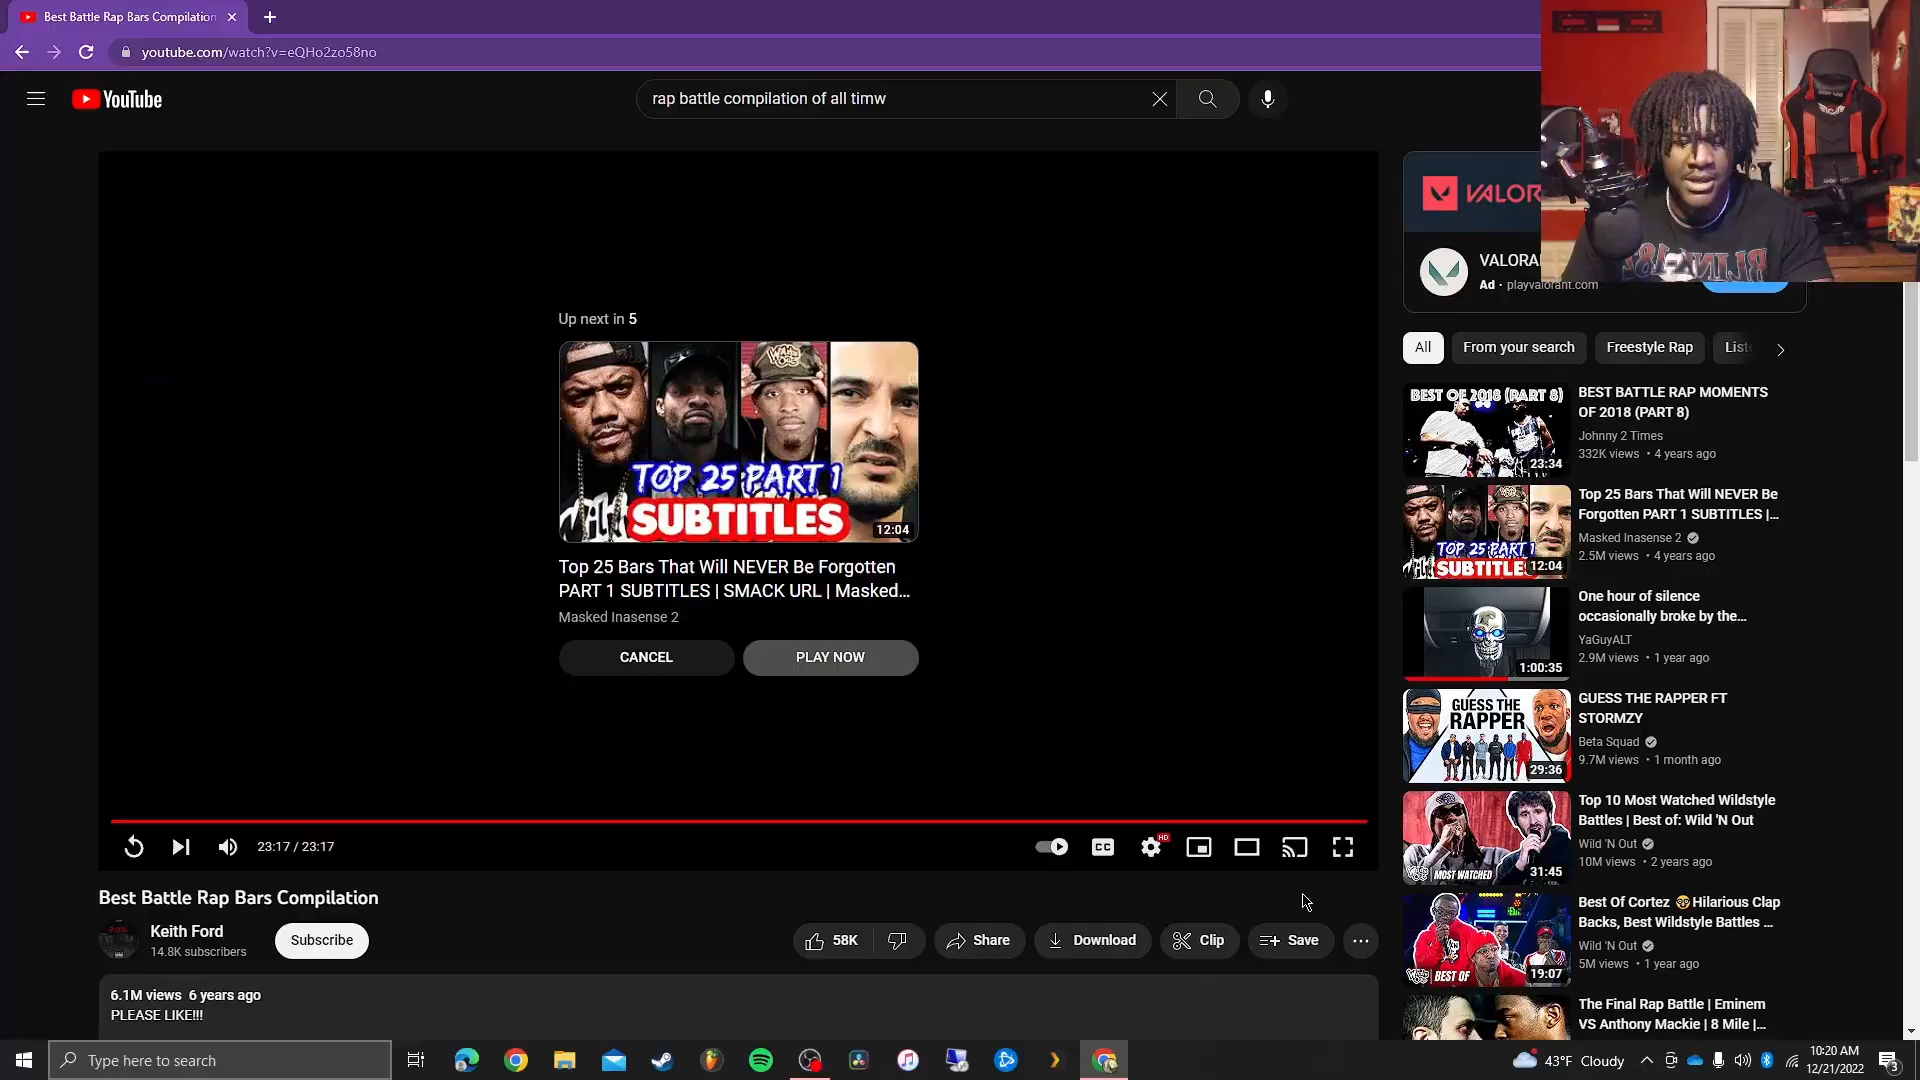 Best Battle Rap Bars Compilation
youtube.com/watch?v=eQHo2zo58no
YouTube
rap battle compilation of all timw
Up next in 5
TOP 25 PART 1
SUBTITLES
12:04
Top 25 Bars That Will NEVER Be Forgotten
PART 1 SUBTITLES | SMACK URL | Masked...
Masked Inasense 2
CANCEL
PLAY NOW
23:17 / 23:17
CC
HD
Best Battle Rap Bars Compilation
Keith Ford
14.8K subscribers
Subscribe
58K
Share
Download
Clip
Save
6.1M views 6 years ago
PLEASE LIKE!!!
VALOR
VALORA
Ad • playvalorant.com
All
From your search
Freestyle Rap
List
BEST OF 2018 (PART 8)
23:34
BEST BATTLE RAP MOMENTS
OF 2018 (PART 8)
Johnny 2 Times
332K views • 4 years ago
TOP 25 PART 1
SUBTITLES
12:04
Top 25 Bars That Will NEVER Be
Forgotten PART 1 SUBTITLES |...
Masked Inasense 2
2.5M views • 4 years ago
1:00:35
One hour of silence
occasionally broke by the...
YaGuyALT
2.9M views • 1 year ago
GUESS THE
RAPPER
29:36
GUESS THE RAPPER FT
STORMZY
Beta Squad
9.7M views • 1 month ago
MOST WATCHED
31:45
Top 10 Most Watched Wildstyle
Battles | Best of: Wild 'N Out
Wild 'N Out
10M views • 2 years ago
BEST OF
19:07
Best Of Cortez 🤓Hilarious Clap
Backs, Best Wildstyle Battles ...
Wild 'N Out
5M views • 1 year ago
The Final Rap Battle | Eminem
VS Anthony Mackie | 8 Mile |...
Type here to search
43°F Cloudy
10:20 AM
12/21/2022
3